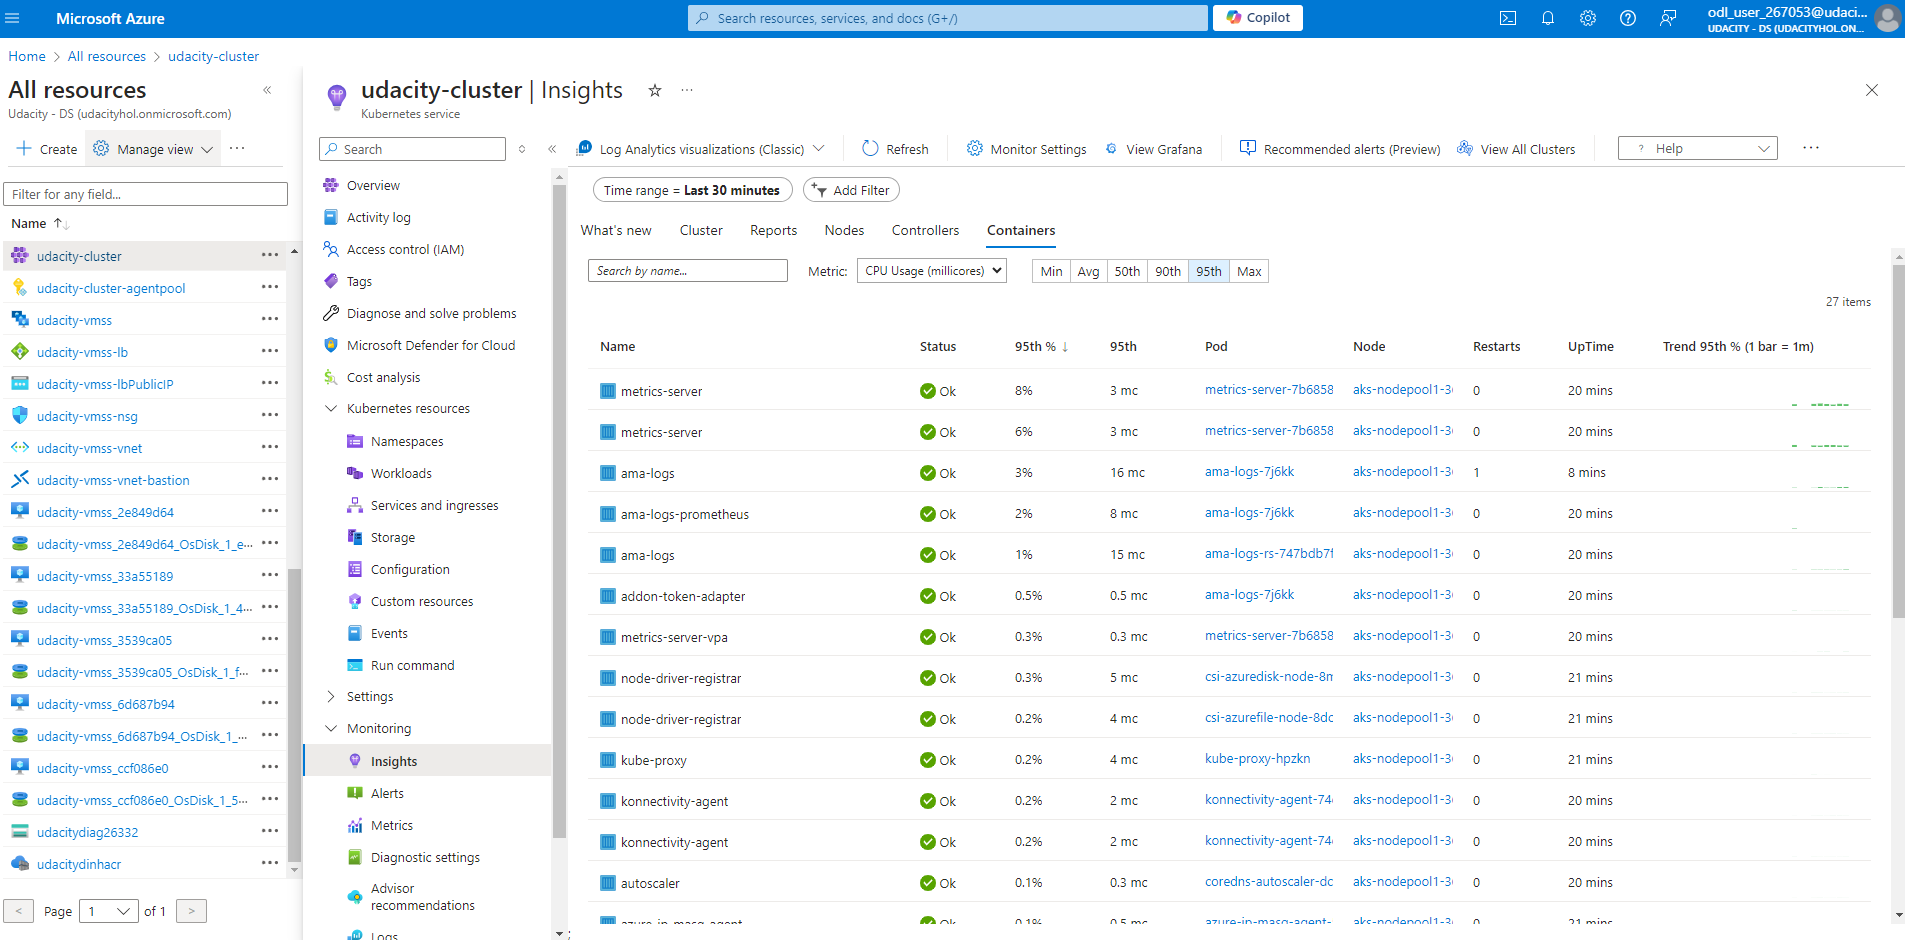 Microsoft Azure
Search resources, services, and docs (G+/)
Copilot
odl_user_267053@udaci...
UDACITY - DS (UDACITYHOL.ON...
Home > All resources > udacity-cluster
All resources
Udacity - DS (udacityhol.onmicrosoft.com)
Create
Manage view
Filter for any field...
Name
udacity-cluster
udacity-cluster-agentpool
udacity-vmss
udacity-vmss-lb
udacity-vmss-lbPublicIP
udacity-vmss-nsg
udacity-vmss-vnet
udacity-vmss-vnet-bastion
udacity-vmss_2e849d64
udacity-vmss_2e849d64_OsDisk_1_e...
udacity-vmss_33a55189
udacity-vmss_33a55189_OsDisk_1_4...
udacity-vmss_3539ca05
udacity-vmss_3539ca05_OsDisk_1_f...
udacity-vmss_6d687b94
udacity-vmss_6d687b94_OsDisk_1_...
udacity-vmss_ccf086e0
udacity-vmss_ccf086e0_OsDisk_1_5...
udacitydiag26332
udacitydinhacr
< Page 1 of 1 >
udacity-cluster | Insights
Kubernetes service
Search
Overview
Activity log
Access control (IAM)
Tags
Diagnose and solve problems
Microsoft Defender for Cloud
Cost analysis
Kubernetes resources
Namespaces
Workloads
Services and ingresses
Storage
Configuration
Custom resources
Events
Run command
Settings
Monitoring
Insights
Alerts
Metrics
Diagnostic settings
Advisor
recommendations
Logs
Log Analytics visualizations (Classic)
Refresh
Monitor Settings
View Grafana
Recommended alerts (Preview)
View All Clusters
? Help
Time range = Last 30 minutes
Add Filter
What's new Cluster Reports Nodes Controllers Containers
Search by name...
Metric: CPU Usage (millicores)
Min Avg 50th 90th 95th Max
27 items
Name Status 95th % ↓ 95th Pod Node Restarts UpTime Trend 95th % (1 bar = 1m)
metrics-server Ok 8% 3 mc metrics-server-7b6858 aks-nodepool1-3 0 20 mins
metrics-server Ok 6% 3 mc metrics-server-7b6858 aks-nodepool1-3 0 20 mins
ama-logs Ok 3% 16 mc ama-logs-7j6kk aks-nodepool1-3 1 8 mins
ama-logs-prometheus Ok 2% 8 mc ama-logs-7j6kk aks-nodepool1-3 0 20 mins
ama-logs Ok 1% 15 mc ama-logs-rs-747bdb7f aks-nodepool1-3 0 20 mins
addon-token-adapter Ok 0.5% 0.5 mc ama-logs-7j6kk aks-nodepool1-3 0 20 mins
metrics-server-vpa Ok 0.3% 0.3 mc metrics-server-7b6858 aks-nodepool1-3 0 20 mins
node-driver-registrar Ok 0.3% 5 mc csi-azuredisk-node-8m aks-nodepool1-3 0 21 mins
node-driver-registrar Ok 0.2% 4 mc csi-azurefile-node-8dc aks-nodepool1-3 0 21 mins
kube-proxy Ok 0.2% 4 mc kube-proxy-hpzkn aks-nodepool1-3 0 21 mins
konnectivity-agent Ok 0.2% 2 mc konnectivity-agent-74 aks-nodepool1-3 0 20 mins
konnectivity-agent Ok 0.2% 2 mc konnectivity-agent-74 aks-nodepool1-3 0 20 mins
autoscaler Ok 0.1% 0.3 mc coredns-autoscaler-dc aks-nodepool1-3 0 20 mins
azure-ip-masq-agent Ok 0.1% 0.5 mc azure-ip-masq-agent- aks-nodepool1-3 0 21 mins